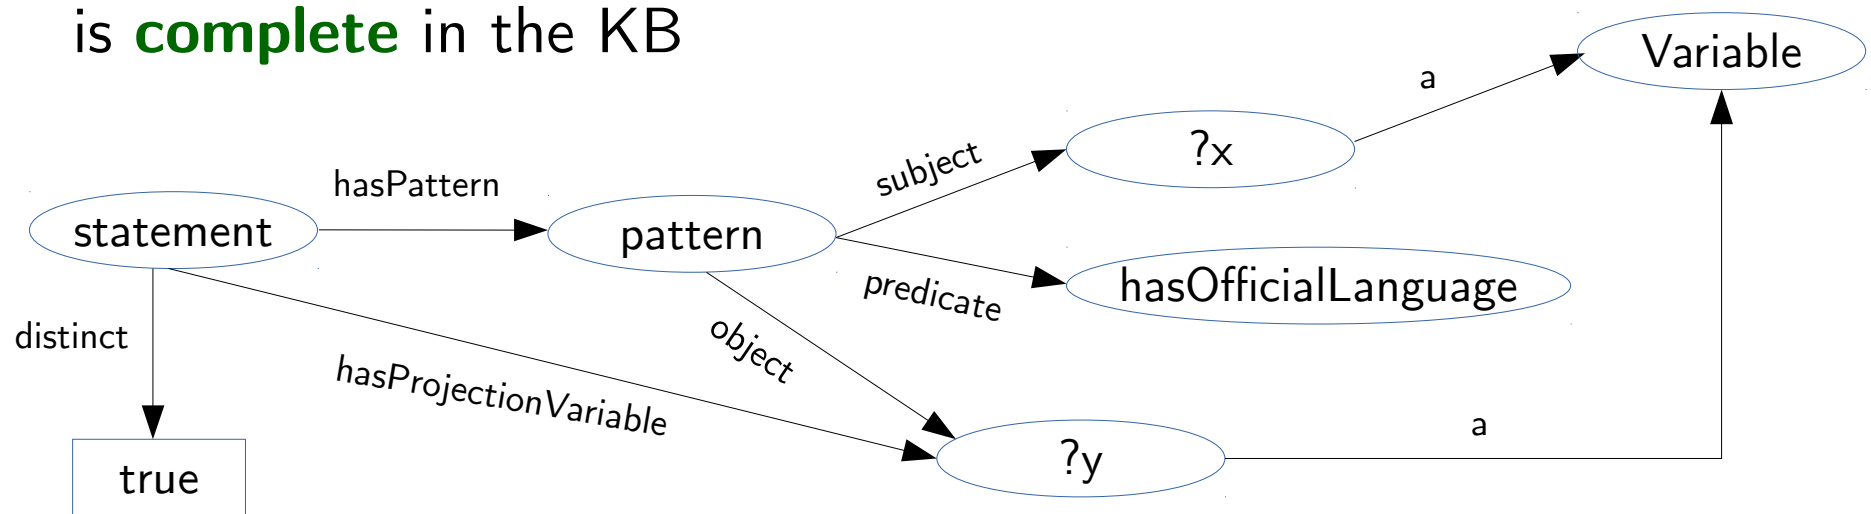 is complete in the KB
Variable
a
?x
subject
hasPattern
statement
pattern
hasOfficialLanguage
predicate
distinct
object
hasProjectionVariable
a
?y
true